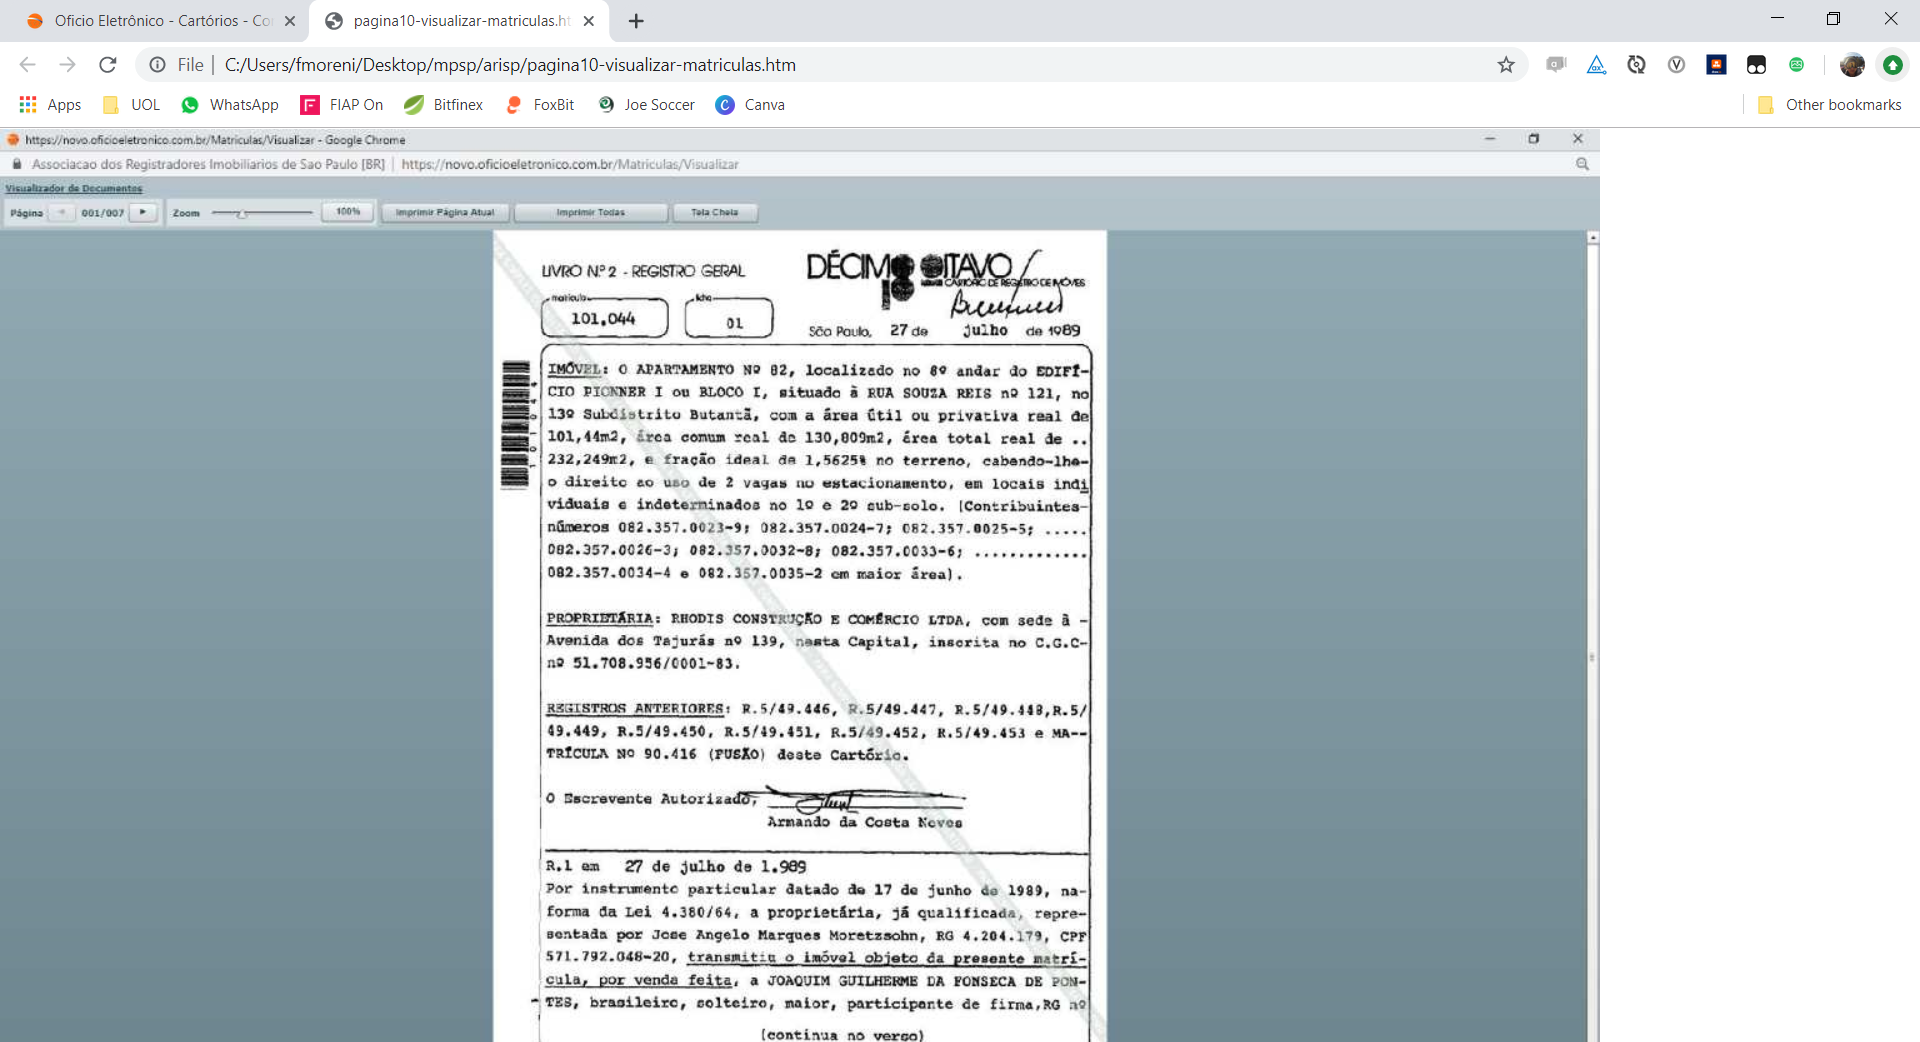 Oficio Eletrônico - Cartórios - Co
pagina10-visualizar-matriculas.ht
File
C:/Users/fmoreni/Desktop/mpsp/arisp/pagina10-visualizar-matriculas.htm
Apps
UOL
WhatsApp
FIAP On
Bitfinex
FoxBit
Joe Soccer
Canva
Other bookmarks
https://novo.oficioeletronico.com.br/Matriculas/Visualizar - Google Chrome
Associacao dos Registradores Imobiliarios de Sao Paulo [BR] | https://novo.oficioeletronico.com.br/Matriculas/Visualizar
Visualizador de Documentos
Página 001/007 Zoom 100% Imprimir Página Atual Imprimir Todas Tela Cheia
LIVRO N.º 2 - REGISTRO GERAL
DÉCIMO OITAVO
18
CARTÓRIO DE REGISTRO DE IMÓVEIS
matrícula
101.044
ficha
01
São Paulo, 27 de julho de 1989
IMÓVEL: O APARTAMENTO Nº 82, localizado no 8º andar do EDIFÍ-
CIO PIONNER I ou BLOCO I, situado à RUA SOUZA REIS nº 121, no
13º Subdistrito Butantã, com a área útil ou privativa real de
101,44m2, área comum real de 130,809m2, área total real de ..
232,249m2, e fração ideal de 1,5625% no terreno, cabendo-lhe-
o direito ao uso de 2 vagas no estacionamento, em locais indi
viduais e indeterminados no 1º e 2º sub-solo. (Contribuintes-
números 082.357.0023-9; 082.357.0024-7; 082.357.0025-5; .....
082.357.0026-3; 082.357.0032-8; 082.357.0033-6; .............
082.357.0034-4 e 082.357.0035-2 em maior área).
PROPRIETÁRIA: RHODIS CONSTRUÇÃO E COMÉRCIO LTDA, com sede à -
Avenida dos Tajurás nº 139, nesta Capital, inscrita no C.G.C-
nº 51.708.956/0001-83.
REGISTROS ANTERIORES: R.5/49.446, R.5/49.447, R.5/49.448,R.5/
49.449, R.5/49.450, R.5/49.451, R.5/49.452, R.5/49.453 e MA--
TRÍCULA Nº 90.416 (FUSÃO) deste Cartório.
O Escrevente Autorizado,
Armando da Costa Neves
R.1 em 27 de julho de 1.989
Por instrumento particular datado de 17 de junho de 1989, na-
forma da Lei 4.380/64, a proprietária, já qualificada, repre-
sentada por Jose Angelo Marques Moretzsohn, RG 4.204.179, CPF
571.792.048-20, transmitiu o imóvel objeto da presente matrí-
cula, por venda feita, a JOAQUIM GUILHERME DA FONSECA DE PON-
TES, brasileiro, solteiro, maior, participante de firma,RG nº
(continua no verso)